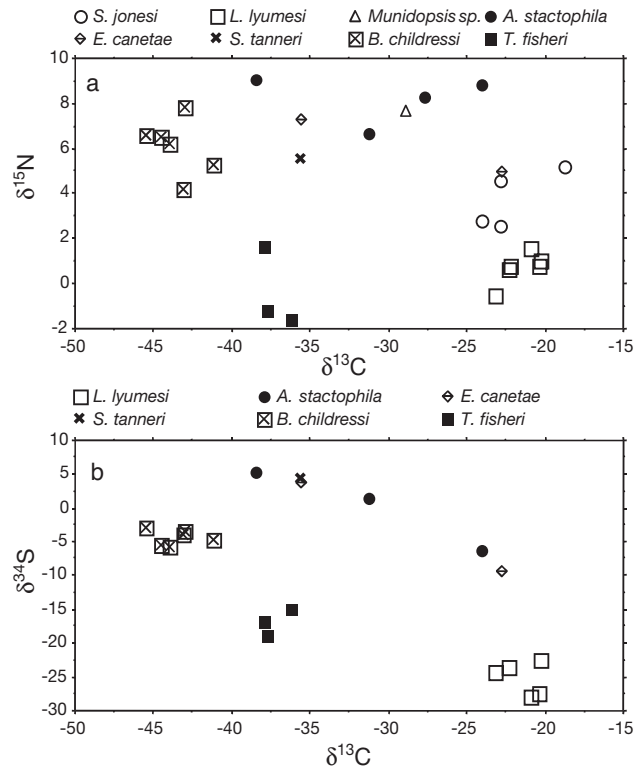 S. jonesi L. lyumesi Munidopsis sp. A. stactophila
E. canetae S. tanneri B. childressi T. fisheri
a
10
8
6
4
2
0
-2
δ15N
-50 -45 -40 -35 -30 -25 -20 -15
δ13C
L. lyumesi A. stactophila E. canetae
S. tanneri B. childressi T. fisheri
b
10
5
0
-5
-10
-15
-20
-25
-30
δ34S
-50 -45 -40 -35 -30 -25 -20 -15
δ13C